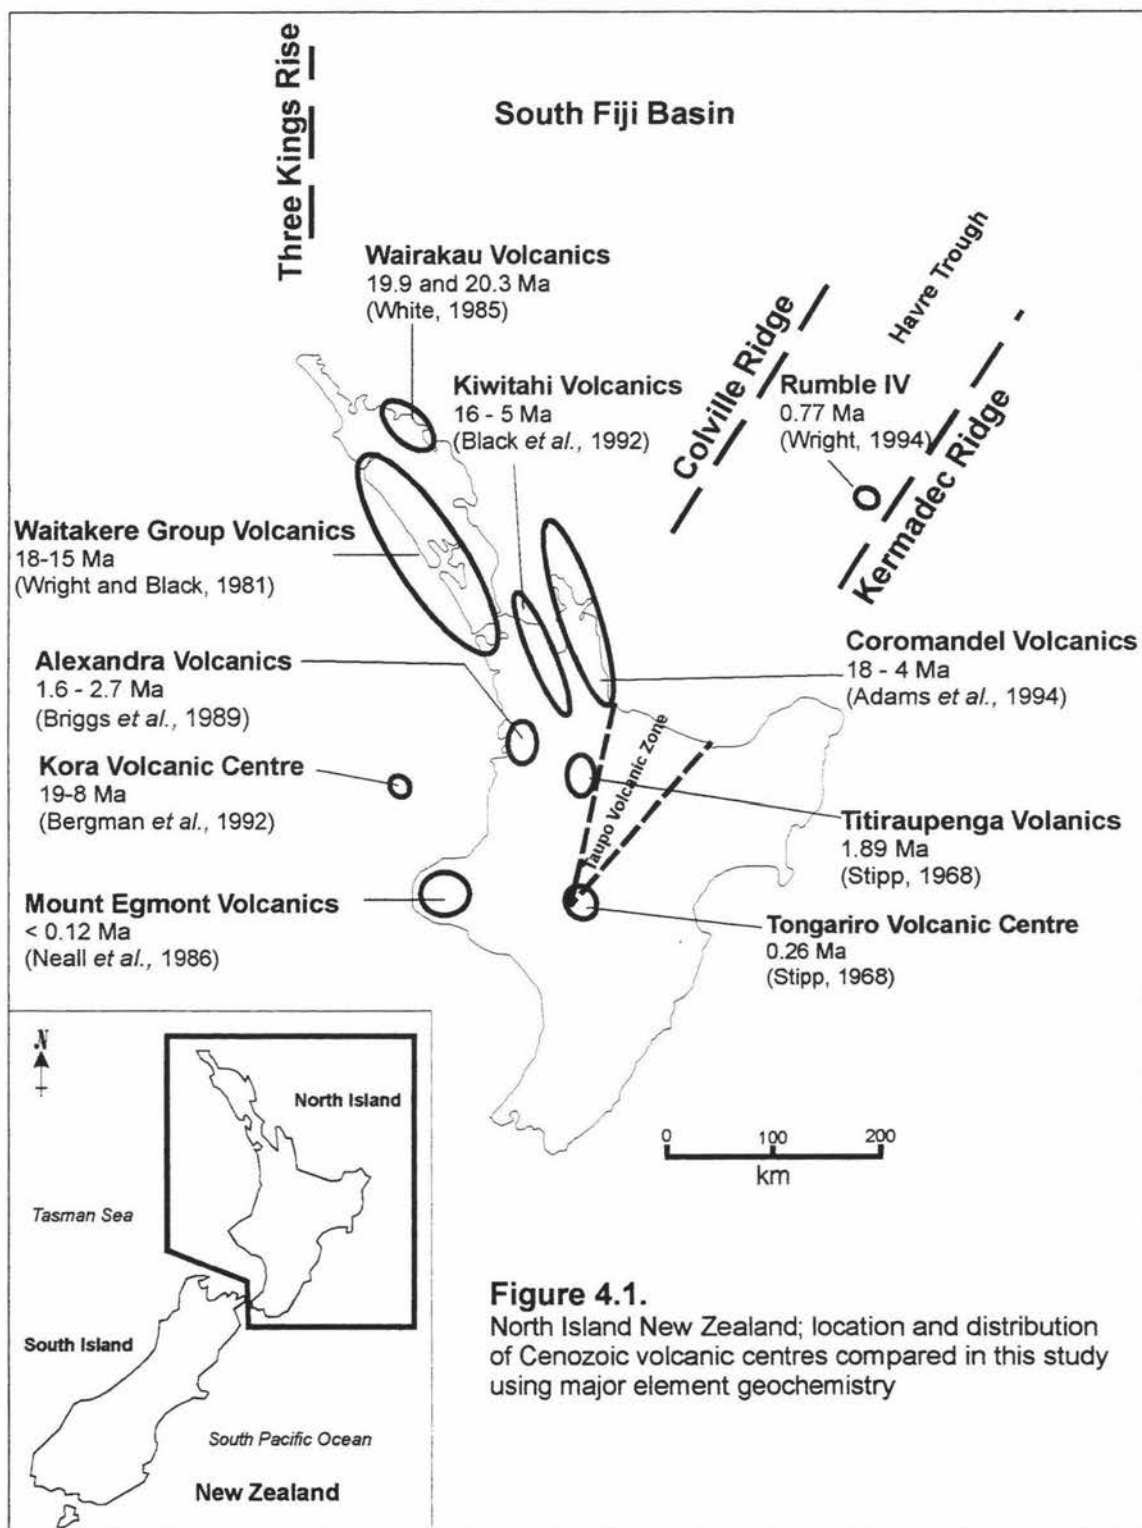 Three Kings Rise
South Fiji Basin
Wairakau Volcanics
19.9 and 20.3 Ma
(White, 1985)
Havre Trough
Colville Ridge
Kiwitahi Volcanics
16 - 5 Ma
(Black et al., 1992)
Rumble IV
0.77 Ma
(Wright, 1994)
Kermadec Ridge
Waitakere Group Volcanics
18-15 Ma
(Wright and Black, 1981)
Alexandra Volcanics
1.6 - 2.7 Ma
(Briggs et al., 1989)
Coromandel Volcanics
18 - 4 Ma
(Adams et al., 1994)
Taupo Volcanic Zone
Kora Volcanic Centre
19-8 Ma
(Bergman et al., 1992)
Titiraupenga Volanics
1.89 Ma
(Stipp, 1968)
Mount Egmont Volcanics
< 0.12 Ma
(Neall et al., 1986)
Tongariro Volcanic Centre
0.26 Ma
(Stipp, 1968)
N
North Island
Tasman Sea
South Island
South Pacific Ocean
New Zealand
0 100 200
km
Figure 4.1.
North Island New Zealand; location and distribution
of Cenozoic volcanic centres compared in this study
using major element geochemistry